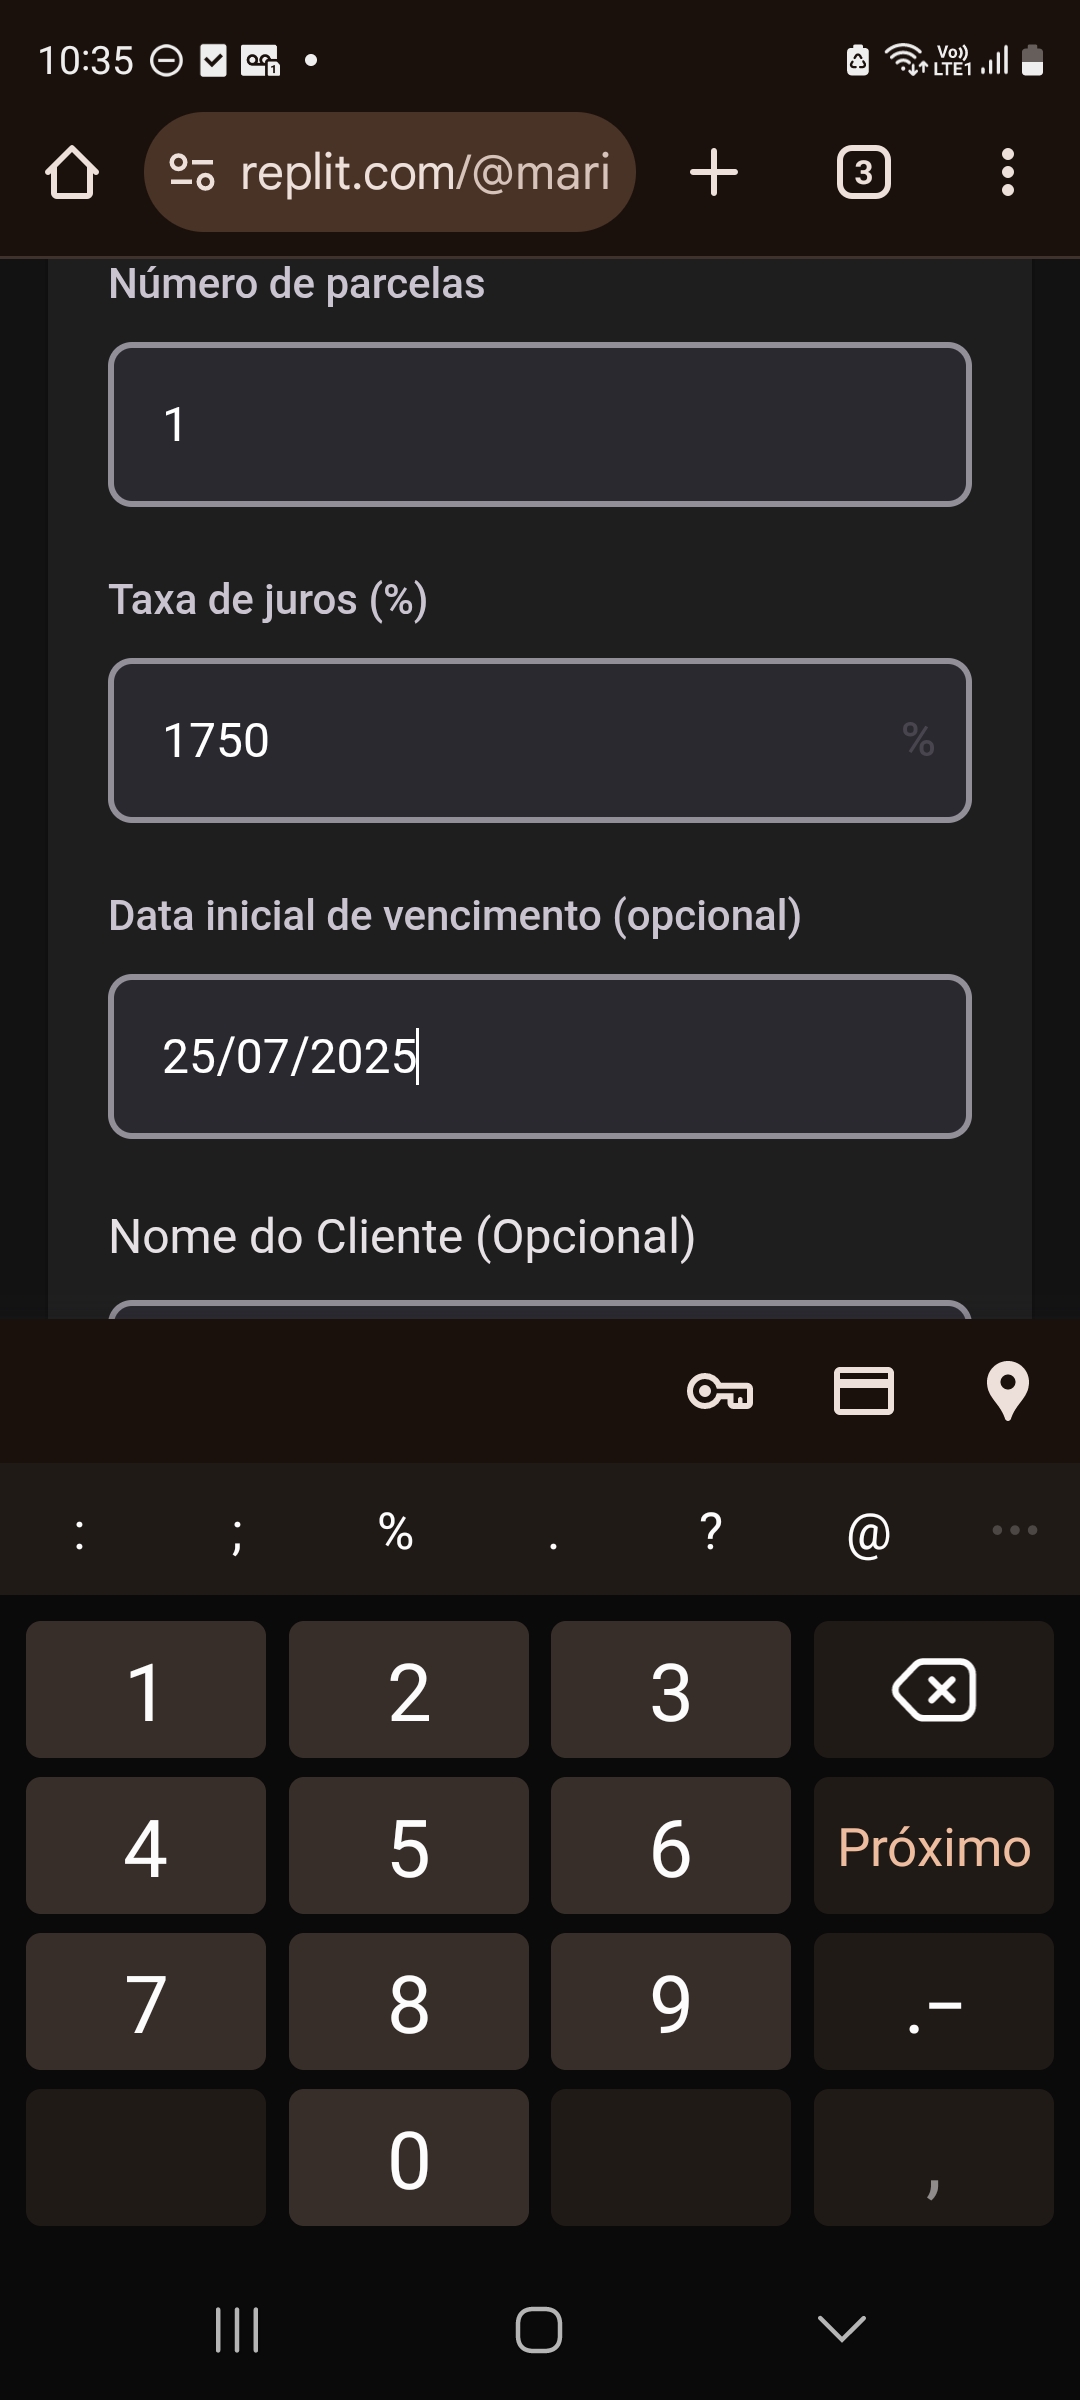 10:35
Vo))
LTE1
replit.com/@mari
3
Número de parcelas
1
Taxa de juros (%)
1750
%
Data inicial de vencimento (opcional)
25/07/2025
Nome do Cliente (Opcional)
: ; % . ? @ ...
1 2 3
4 5 6 Próximo
7 8 9 .-
0 ,